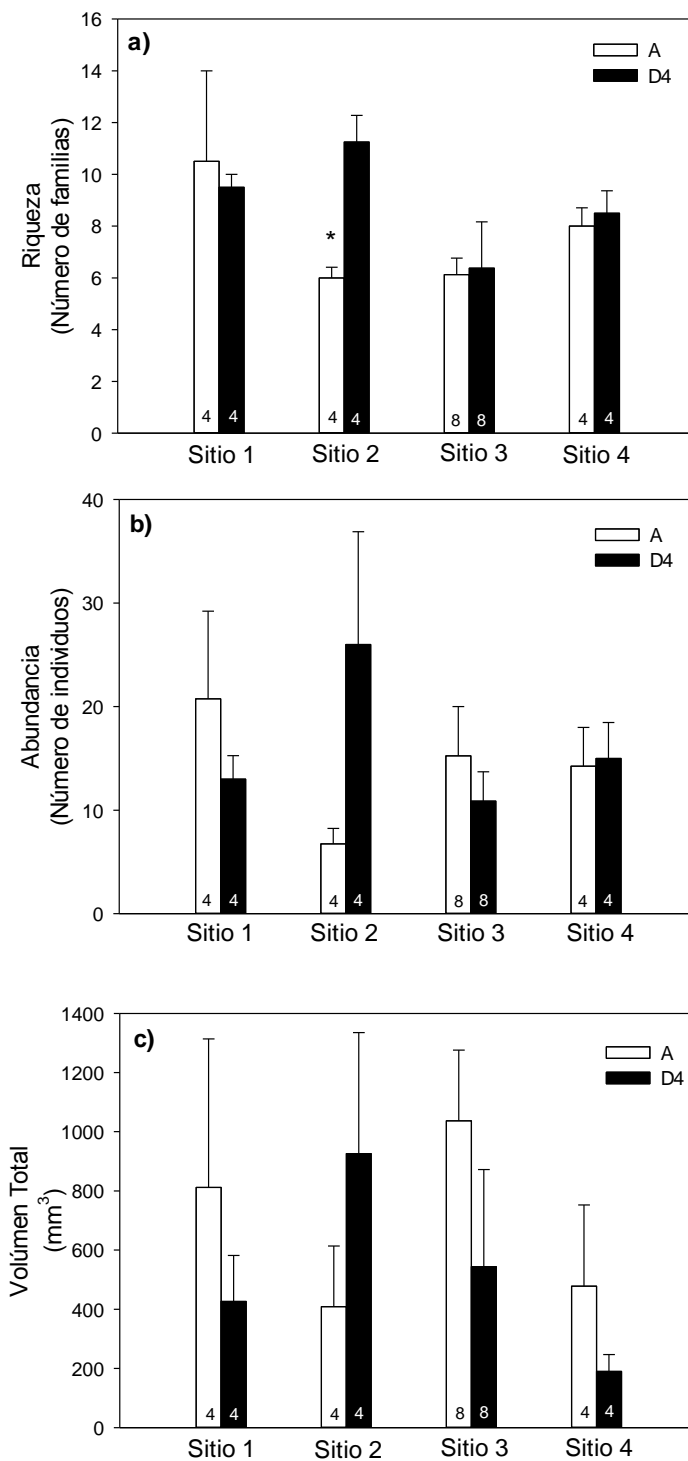 a)
A
D4
Riqueza
(Número de familias)
16
14
12
10
8
6
4
2
0
*
4 4 4 4 8 8 4 4
Sitio 1 Sitio 2 Sitio 3 Sitio 4
b)
A
D4
Abundancia
(Número de individuos)
40
30
20
10
0
4 4 4 4 8 8 4 4
Sitio 1 Sitio 2 Sitio 3 Sitio 4
c)
A
D4
Volúmen Total
(mm³)
1400
1200
1000
800
600
400
200
0
4 4 4 4 8 8 4 4
Sitio 1 Sitio 2 Sitio 3 Sitio 4